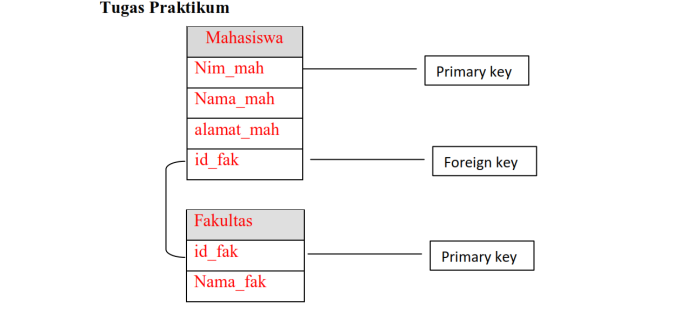 Tugas Praktikum
Mahasiswa
Nim_mah
Primary key
Nama_mah
alamat_mah
id_fak
Foreign key
Fakultas
id_fak
Primary key
Nama_fak